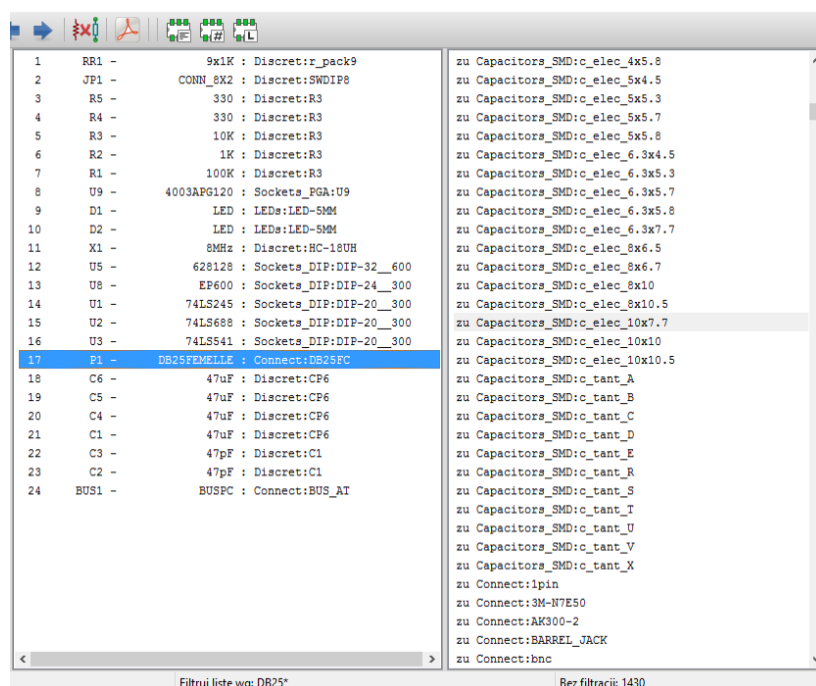 1 RR1 - 9x1K : Discret:r_pack9
2 JP1 - CONN_8X2 : Discret:SWDIP8
3 R5 - 330 : Discret:R3
4 R4 - 330 : Discret:R3
5 R3 - 10K : Discret:R3
6 R2 - 1K : Discret:R3
7 R1 - 100K : Discret:R3
8 U9 - 4003APG120 : Sockets_PGA:U9
9 D1 - LED : LEDs:LED-5MM
10 D2 - LED : LEDs:LED-5MM
11 X1 - 8MHz : Discret:HC-18UH
12 U5 - 628128 : Sockets_DIP:DIP-32__600
13 U8 - EP600 : Sockets_DIP:DIP-24__300
14 U1 - 74LS245 : Sockets_DIP:DIP-20__300
15 U2 - 74LS688 : Sockets_DIP:DIP-20__300
16 U3 - 74LS541 : Sockets_DIP:DIP-20__300
17 P1 - DB25FEMELLE : Connect:DB25FC
18 C6 - 47uF : Discret:CP6
19 C5 - 47uF : Discret:CP6
20 C4 - 47uF : Discret:CP6
21 C1 - 47uF : Discret:CP6
22 C3 - 47pF : Discret:C1
23 C2 - 47pF : Discret:C1
24 BUS1 - BUSPC : Connect:BUS_AT
zu Capacitors_SMD:c_elec_4x5.8
zu Capacitors_SMD:c_elec_5x4.5
zu Capacitors_SMD:c_elec_5x5.3
zu Capacitors_SMD:c_elec_5x5.7
zu Capacitors_SMD:c_elec_5x5.8
zu Capacitors_SMD:c_elec_6.3x4.5
zu Capacitors_SMD:c_elec_6.3x5.3
zu Capacitors_SMD:c_elec_6.3x5.7
zu Capacitors_SMD:c_elec_6.3x5.8
zu Capacitors_SMD:c_elec_6.3x7.7
zu Capacitors_SMD:c_elec_8x6.5
zu Capacitors_SMD:c_elec_8x6.7
zu Capacitors_SMD:c_elec_8x10
zu Capacitors_SMD:c_elec_8x10.5
zu Capacitors_SMD:c_elec_10x7.7
zu Capacitors_SMD:c_elec_10x10
zu Capacitors_SMD:c_elec_10x10.5
zu Capacitors_SMD:c_tant_A
zu Capacitors_SMD:c_tant_B
zu Capacitors_SMD:c_tant_C
zu Capacitors_SMD:c_tant_D
zu Capacitors_SMD:c_tant_E
zu Capacitors_SMD:c_tant_R
zu Capacitors_SMD:c_tant_S
zu Capacitors_SMD:c_tant_T
zu Capacitors_SMD:c_tant_U
zu Capacitors_SMD:c_tant_V
zu Capacitors_SMD:c_tant_X
zu Connect:1pin
zu Connect:3M-N7E50
zu Connect:AK300-2
zu Connect:BARREL_JACK
zu Connect:bnc
Filtruj listę wg: DB25*
Bez filtracji: 1430